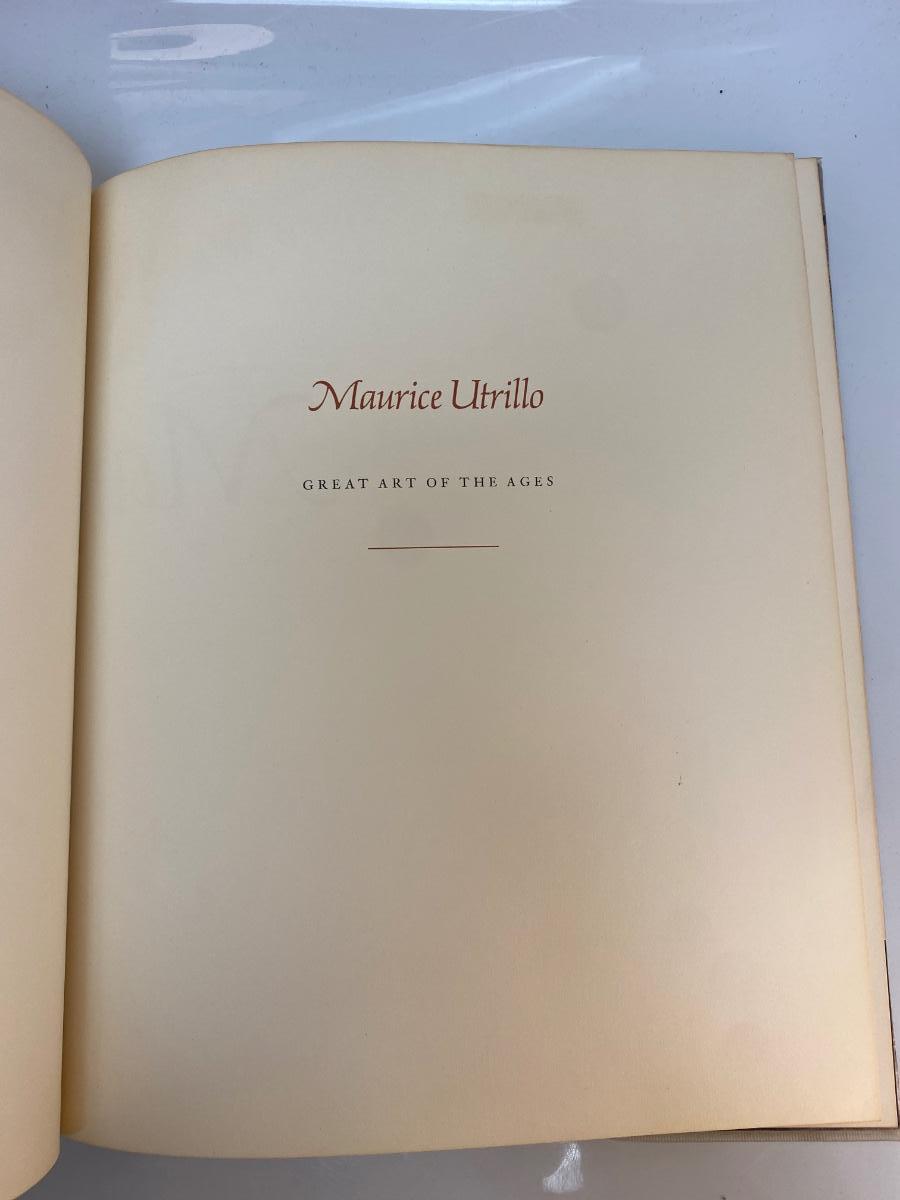 Maurice Utrillo
GREAT ART OF THE AGES